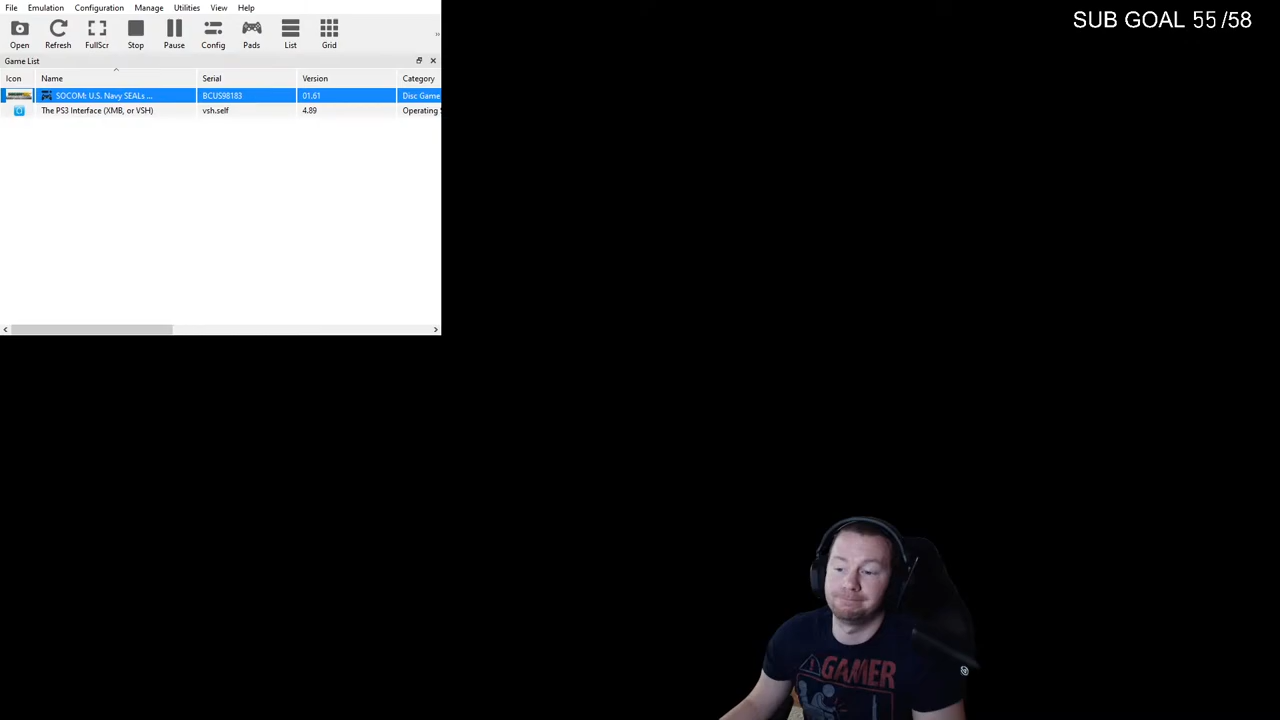 File Emulation Configuration Manage Utilities View Help
SUB GOAL 55 /58
Open Refresh FullScr Stop Pause Config Pads List Grid
Game List
Icon Name Serial Version Category
SOCOM: U.S. Navy SEALs ... BCUS98183 01.61 Disc Game
The PS3 Interface (XMB, or VSH) vsh.self 4.89 Operating
GAMER